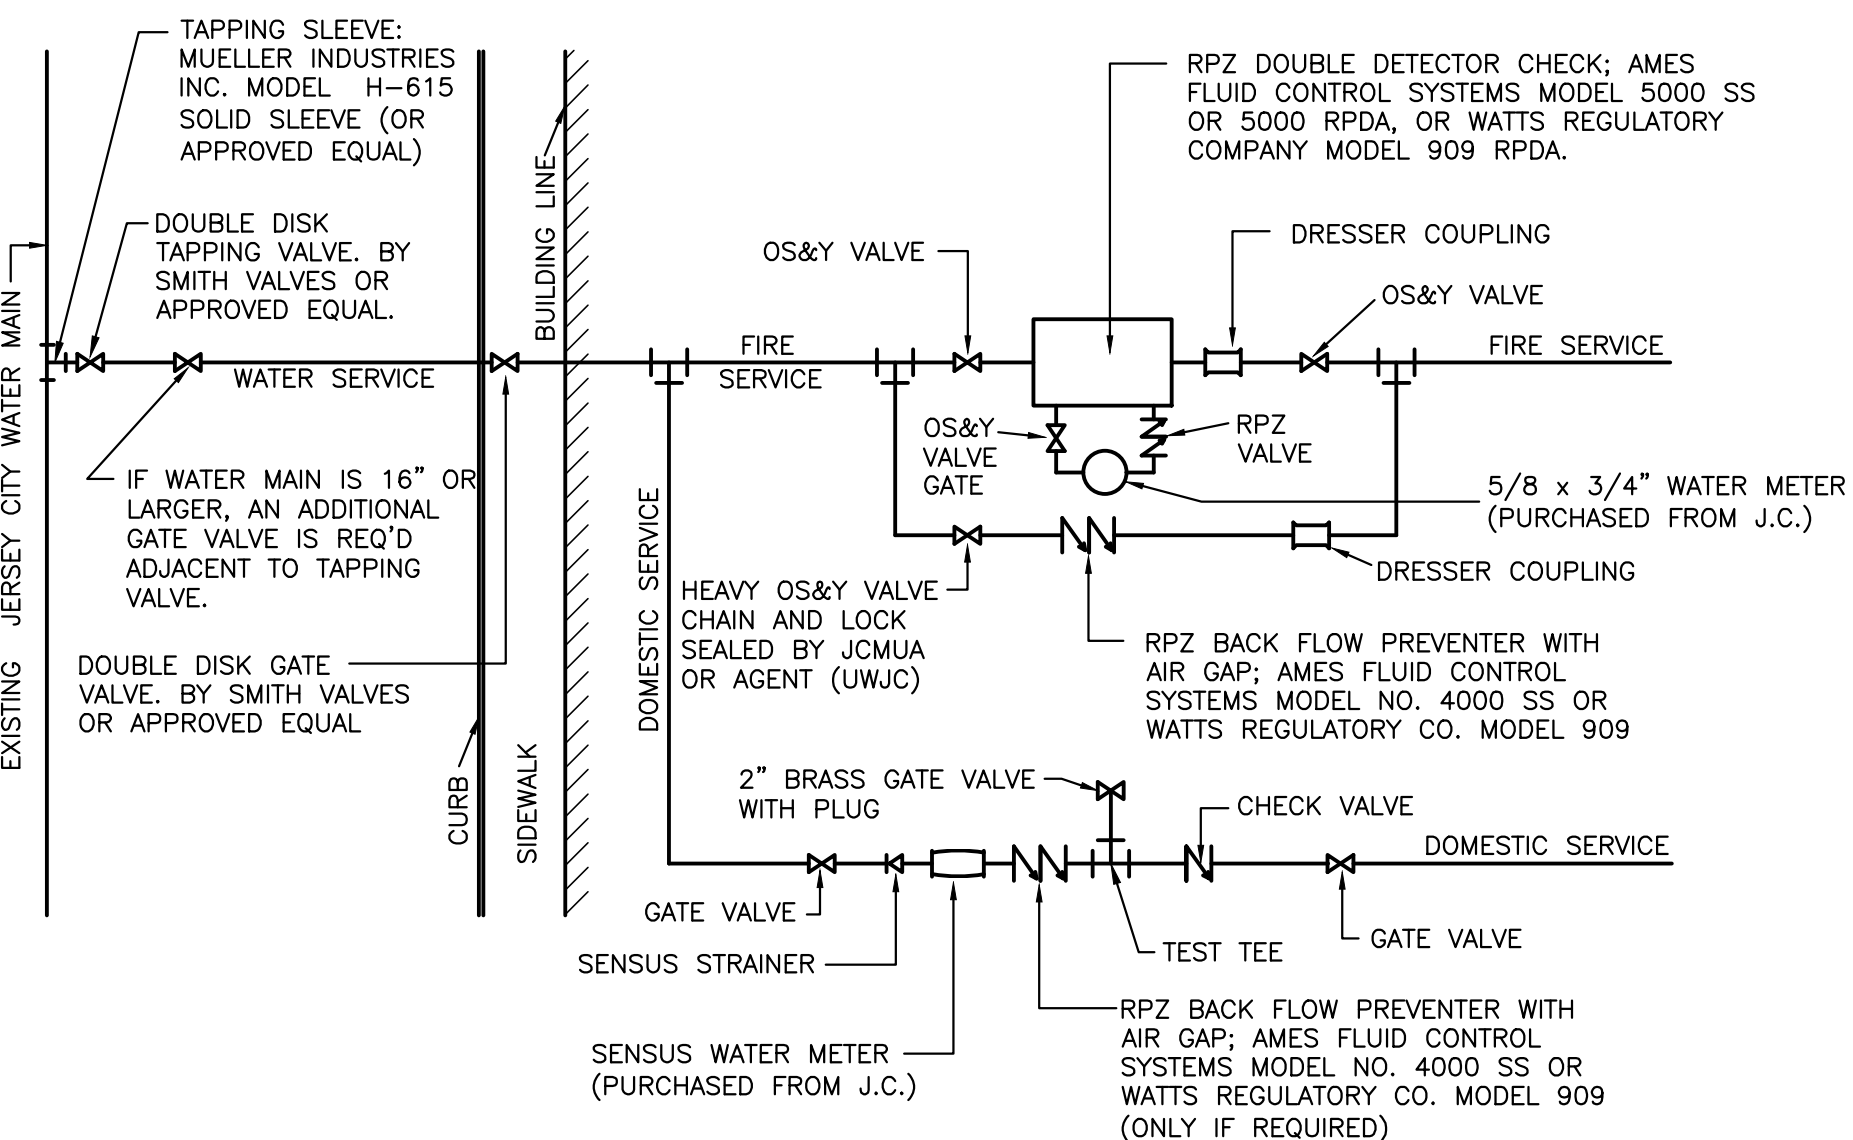 TAPPING SLEEVE:
MUELLER INDUSTRIES
INC. MODEL H-615
SOLID SLEEVE (OR
APPROVED EQUAL)
DOUBLE DISK
TAPPING VALVE. BY
SMITH VALVES OR
APPROVED EQUAL.
EXISTING JERSEY CITY WATER MAIN
WATER SERVICE
IF WATER MAIN IS 16" OR
LARGER, AN ADDITIONAL
GATE VALVE IS REQ'D
ADJACENT TO TAPPING
VALVE.
DOUBLE DISK GATE
VALVE. BY SMITH VALVES
OR APPROVED EQUAL
CURB
SIDEWALK
BUILDING LINE
RPZ DOUBLE DETECTOR CHECK; AMES
FLUID CONTROL SYSTEMS MODEL 5000 SS
OR 5000 RPDA, OR WATTS REGULATORY
COMPANY MODEL 909 RPDA.
OS&Y VALVE
DRESSER COUPLING
OS&Y VALVE
FIRE
SERVICE
FIRE SERVICE
OS&Y
VALVE
GATE
RPZ
VALVE
5/8 x 3/4" WATER METER
(PURCHASED FROM J.C.)
DRESSER COUPLING
DOMESTIC SERVICE
HEAVY OS&Y VALVE
CHAIN AND LOCK
SEALED BY JCMUA
OR AGENT (UWJC)
RPZ BACK FLOW PREVENTER WITH
AIR GAP; AMES FLUID CONTROL
SYSTEMS MODEL NO. 4000 SS OR
WATTS REGULATORY CO. MODEL 909
2" BRASS GATE VALVE
WITH PLUG
CHECK VALVE
DOMESTIC SERVICE
GATE VALVE
SENSUS STRAINER
SENSUS WATER METER
(PURCHASED FROM J.C.)
TEST TEE
GATE VALVE
RPZ BACK FLOW PREVENTER WITH
AIR GAP; AMES FLUID CONTROL
SYSTEMS MODEL NO. 4000 SS OR
WATTS REGULATORY CO. MODEL 909
(ONLY IF REQUIRED)